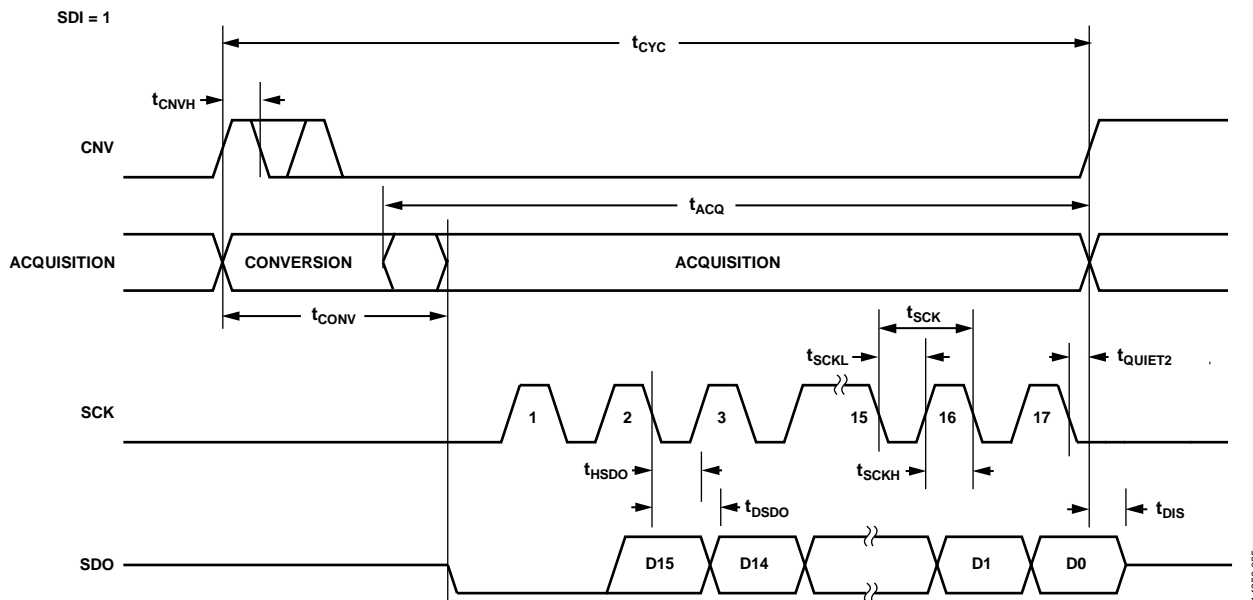 SDI = 1
tCYC
tCNVH
CNV
tACQ
ACQUISITION
CONVERSION
ACQUISITION
tCONV
tSCK
tSCKL
tQUIET2
SCK
1
2
3
15
16
17
tHSDO
tSCKH
tDSDO
tDIS
SDO
D15
D14
D1
D0